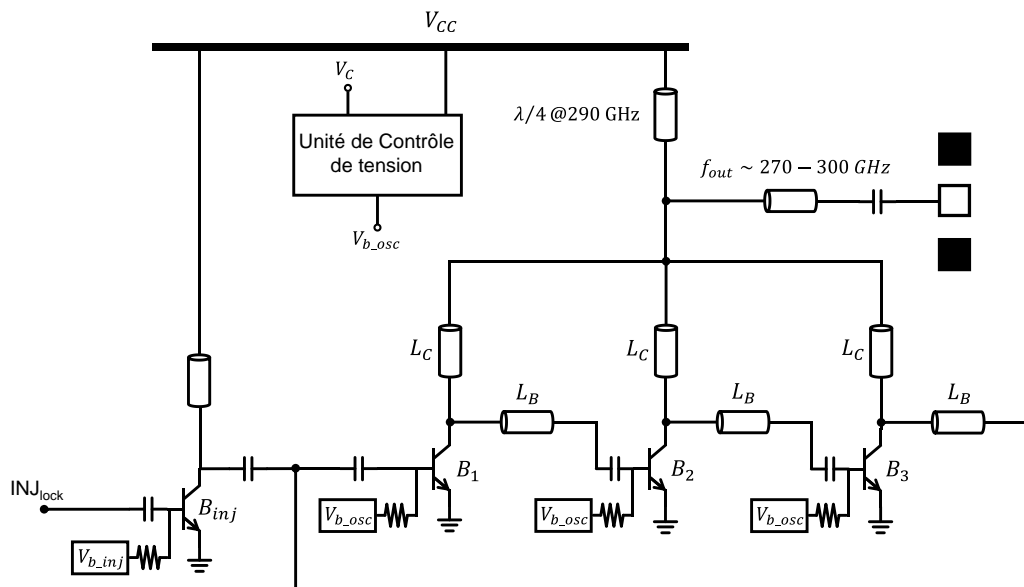 V_CC
V_C
Unité de Contrôle
de tension
V_b_osc
λ/4 @290 GHz
f_out ~ 270 − 300 GHz
L_C
L_C
L_C
L_B
L_B
L_B
B_1
B_2
B_3
INJ_lock
B_inj
V_b_osc
V_b_osc
V_b_osc
V_b_inj